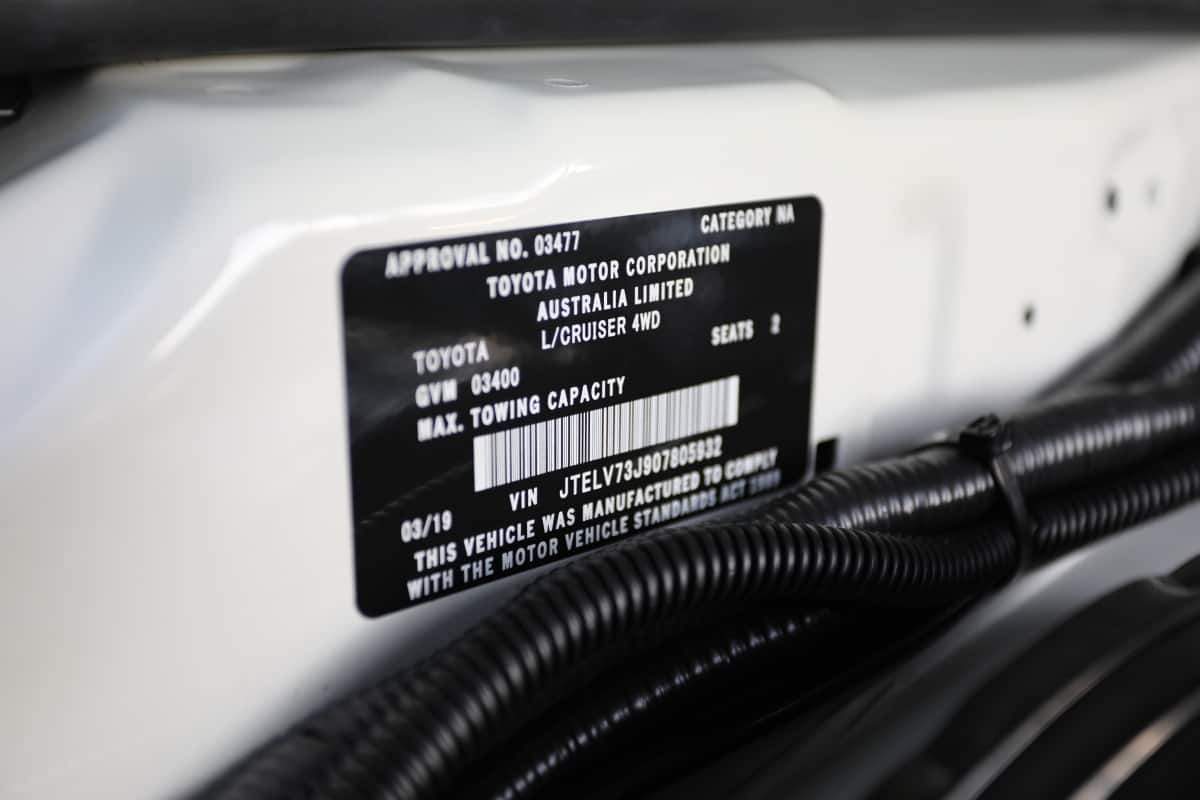 APPROVAL NO. 03477 CATEGORY NA
TOYOTA MOTOR CORPORATION
AUSTRALIA LIMITED
TOYOTA L/CRUISER 4WD SEATS 2
GVM 03400
MAX. TOWING CAPACITY
VIN JTELV73J907805932
03/19
THIS VEHICLE WAS MANUFACTURED TO COMPLY
WITH THE MOTOR VEHICLE STANDARDS ACT 1989